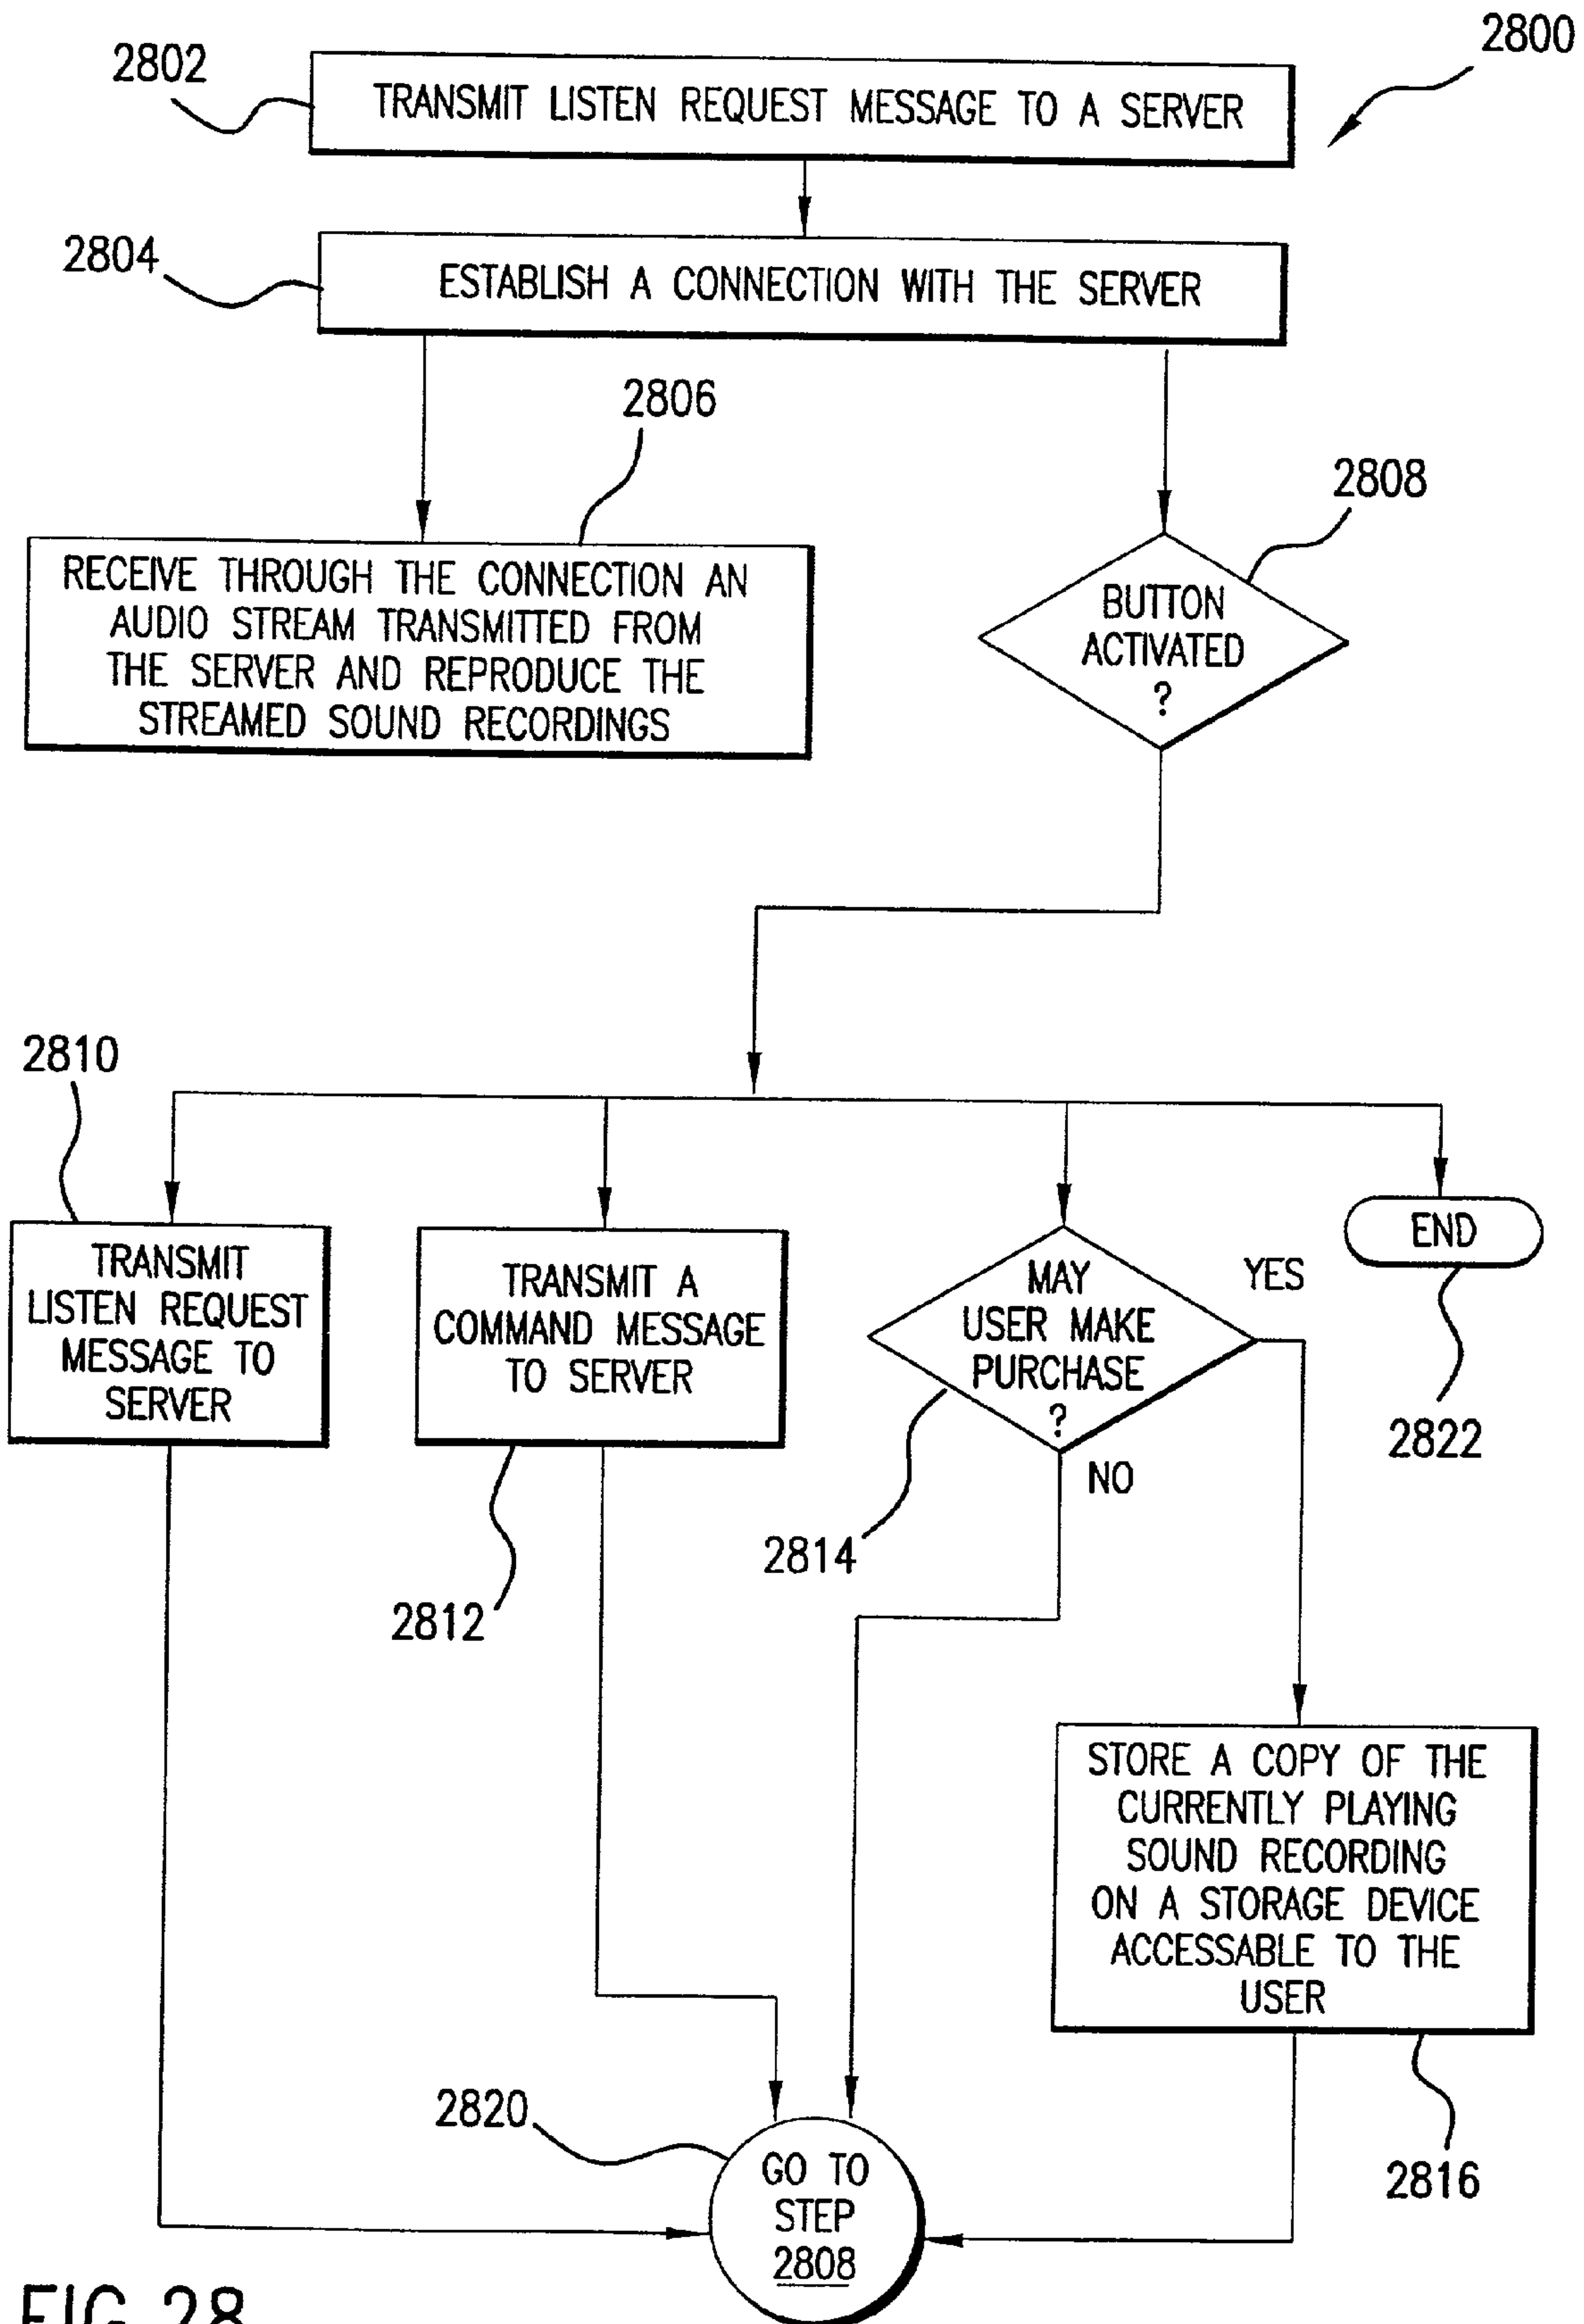 2800
2802
TRANSMIT LISTEN REQUEST MESSAGE TO A SERVER
2804
ESTABLISH A CONNECTION WITH THE SERVER
2806
2808
RECEIVE THROUGH THE CONNECTION AN
AUDIO STREAM TRANSMITTED FROM
THE SERVER AND REPRODUCE THE
STREAMED SOUND RECORDINGS
BUTTON
ACTIVATED
?
2810
TRANSMIT
LISTEN REQUEST
MESSAGE TO
SERVER
TRANSMIT A
COMMAND MESSAGE
TO SERVER
2812
MAY
USER MAKE
PURCHASE
?
YES
NO
2814
END
2822
STORE A COPY OF THE
CURRENTLY PLAYING
SOUND RECORDING
ON A STORAGE DEVICE
ACCESSABLE TO THE
USER
2816
2820
GO TO
STEP
2808
FIG. 28